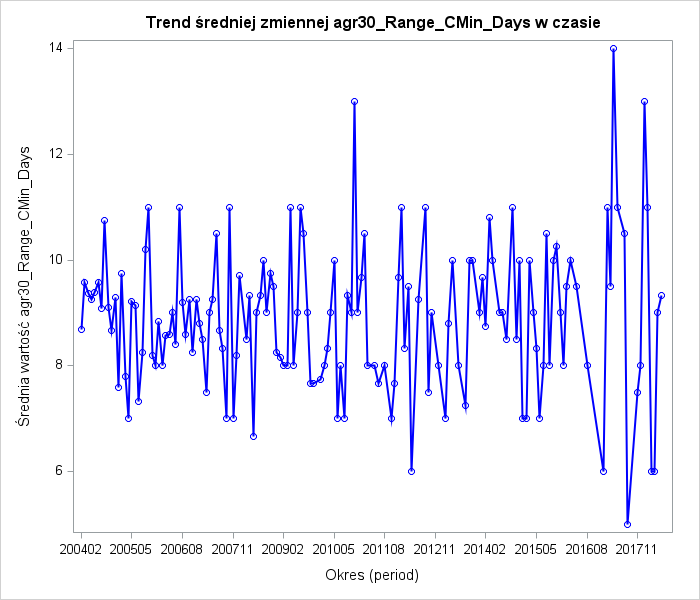 Trend średniej zmiennej agr30_Range_CMin_Days w czasie
Średnia wartość agr30_Range_CMin_Days
14
12
10
8
6
200402 200505 200608 200711 200902 201005 201108 201211 201402 201505 201608 201711
Okres (period)